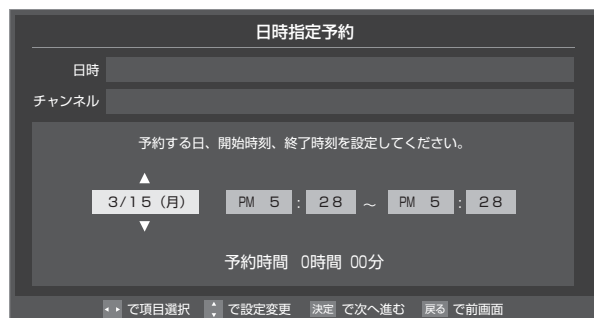 日時指定予約
日時
チャンネル
予約する日、開始時刻、終了時刻を設定してください。
▲
3/15（月） PM 5 : 28 ～ PM 5 : 28
▼
予約時間 0時間 00分
で項目選択 で設定変更 決定 で次へ進む 戻る で前画面